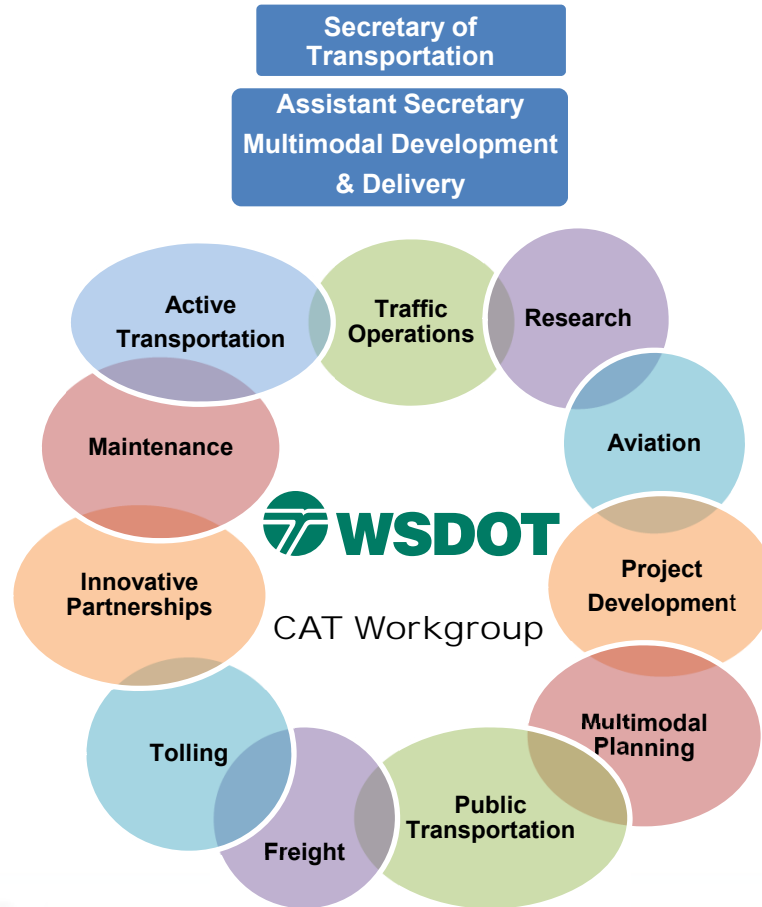 Secretary of
Transportation
Assistant Secretary
Multimodal Development
& Delivery
Active
Transportation
Traffic
Operations
Research
Maintenance
Aviation
WSDOT
CAT Workgroup
Innovative
Partnerships
Project
Development
Tolling
Multimodal
Planning
Freight
Public
Transportation